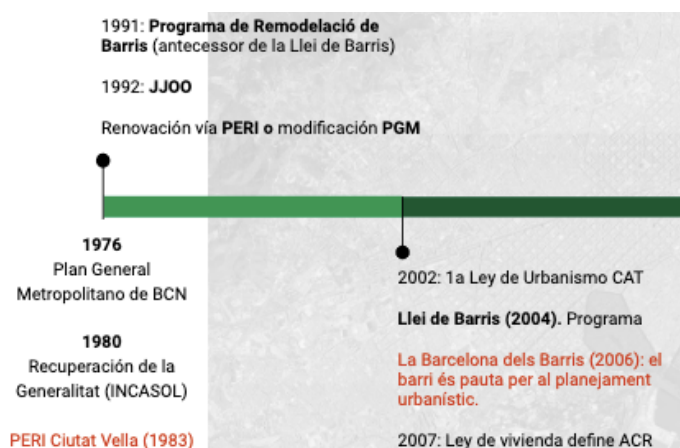 1991: Programa de Remodelació de
Barris (antecessor de la Llei de Barris)
1992: JJOO
Renovación vía PERI o modificación PGM
1976
Plan General
Metropolitano de BCN
1980
Recuperación de la
Generalitat (INCASOL)
PERI Ciutat Vella (1983)
2002: 1a Ley de Urbanismo CAT
Llei de Barris (2004). Programa
La Barcelona dels Barris (2006): el
barri és pauta per al planejament
urbanístic.
2007: Ley de vivienda define ACR